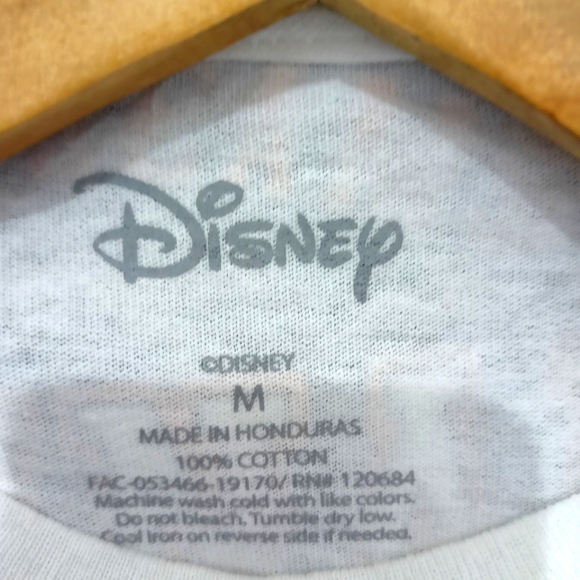 Disney
©DISNEY
M
MADE IN HONDURAS
100% COTTON
FAC-053466-19170/ RN# 120684
Machine wash cold with like colors.
Do not bleach. Tumble dry low.
Cool Iron on reverse side if needed.